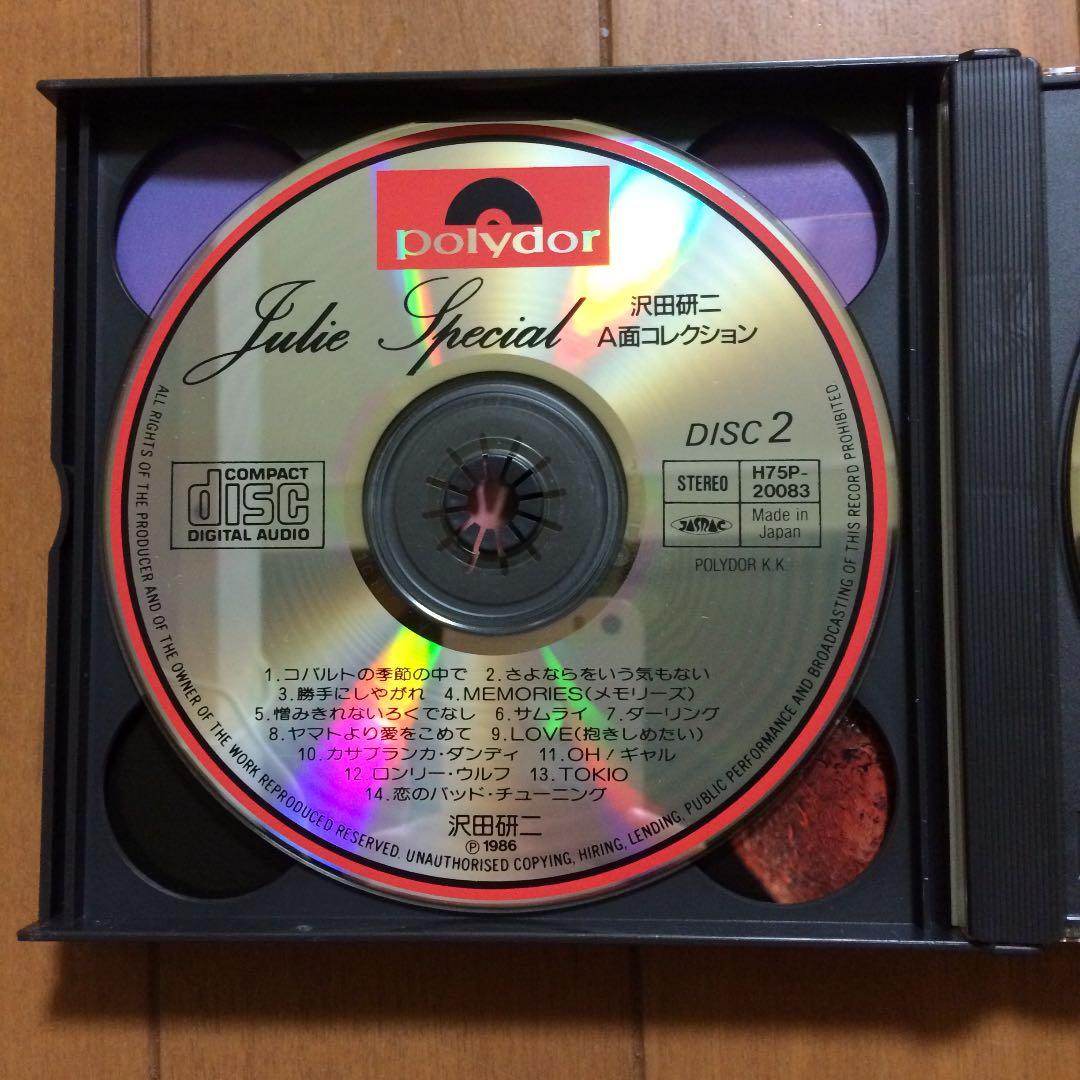 polydor
Julie Special
沢田研二
A面コレクション
DISC 2
COMPACT
disc
DIGITAL AUDIO
STEREO
H75P-
20083
JASRAC
Made in
Japan
POLYDOR K.K.
1.コバルトの季節の中で 2.さよならをいう気もない
3.勝手にしやがれ 4.MEMORIES(メモリーズ)
5.憎みきれないろくでなし 6.サムライ 7.ダーリング
8.ヤマトより愛をこめて 9.LOVE(抱きしめたい)
10.カサブランカ・ダンディ 11.OH!ギャル
12.ロンリー・ウルフ 13.TOKIO
14.恋のバッド・チューニング
沢田研二
Ⓟ1986
ALL RIGHTS OF THE PRODUCER AND OF THE OWNER OF THE WORK REPRODUCED RESERVED. UNAUTHORISED COPYING, HIRING, LENDING, PUBLIC PERFORMANCE AND BROADCASTING OF THIS RECORD PROHIBITED